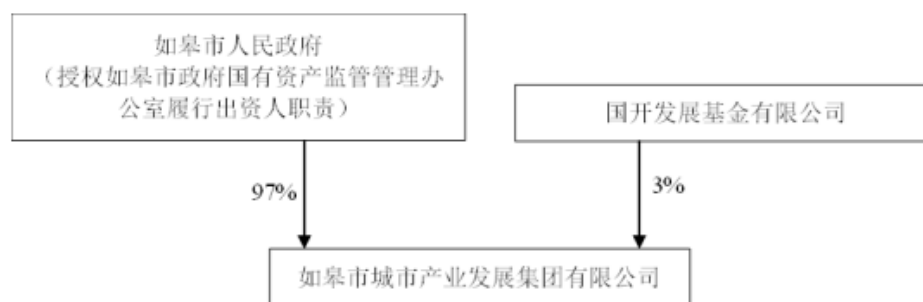 如皋市人民政府
（授权如皋市政府国有资产监管管理办
公室履行出资人职责）
国开发展基金有限公司
97%
3%
如皋市城市产业发展集团有限公司